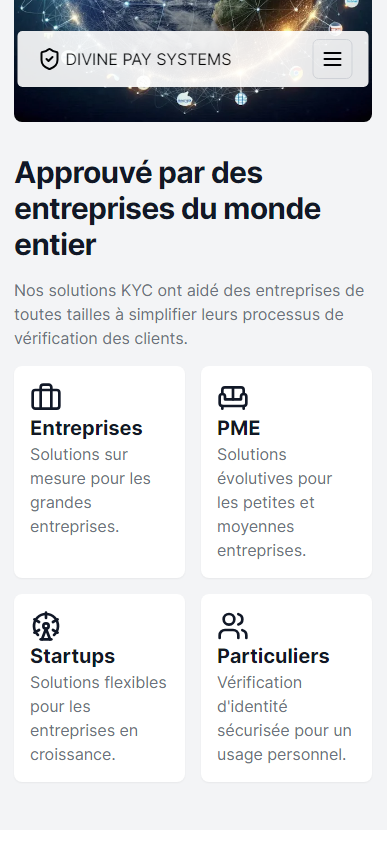 DIVINE PAY SYSTEMS
Approuvé par des
entreprises du monde
entier
Nos solutions KYC ont aidé des entreprises de
toutes tailles à simplifier leurs processus de
vérification des clients.
Entreprises
Solutions sur
mesure pour les
grandes
entreprises.
PME
Solutions
évolutives pour
les petites et
moyennes
entreprises.
Startups
Solutions flexibles
pour les
entreprises en
croissance.
Particuliers
Vérification
d'identité
sécurisée pour un
usage personnel.